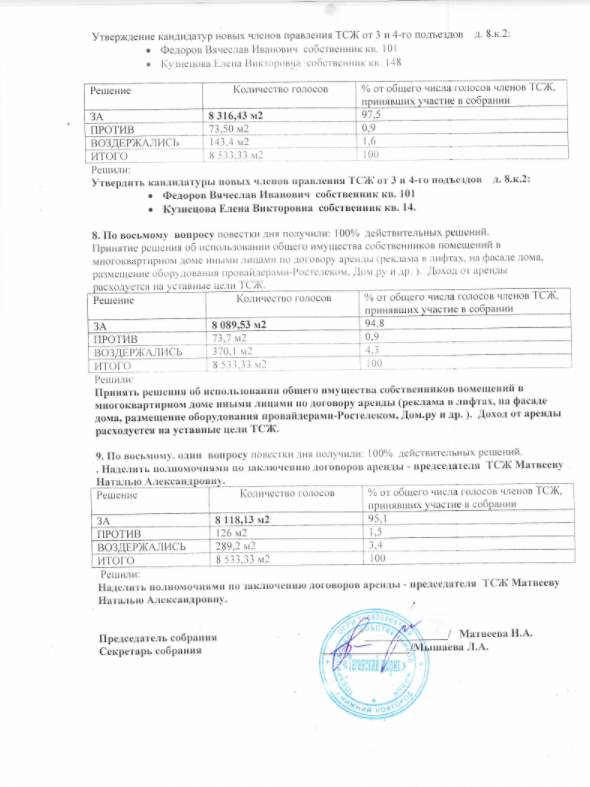 Утверждение кандидатур новых членов правления ТСЖ от 3 и 4-го подъездов д. 8.к.2:
• Федоров Вячеслав Иванович собственник кв. 101
• Кузнецова Елена Викторовна собственник кв. 148
Решение Количество голосов % от общего числа голосов членов ТСЖ,
принявших участие в собрании
ЗА 8 316,43 м2 97,5
ПРОТИВ 73,50 м2 0,9
ВОЗДЕРЖАЛИСЬ 143,4 м2 1,6
ИТОГО 8 533,33 м2 100
Решили:
Утвердить кандидатуры новых членов правления ТСЖ от 3 и 4-го подъездов д. 8.к.2:
• Федоров Вячеслав Иванович собственник кв. 101
• Кузнецова Елена Викторовна собственник кв. 14.
8. По восьмому вопросу повестки дня получили: 100% действительных решений.
Принятие решения об использовании общего имущества собственников помещений в
многоквартирном доме иными лицами по договору аренды (реклама в лифтах, на фасаде дома,
размещение оборудования провайдерами-Ростелеком, Дом.ру и др. ). Доход от аренды
расходуется на уставные цели ТСЖ.
Решение Количество голосов % от общего числа голосов членов ТСЖ,
принявших участие в собрании
ЗА 8 089,53 м2 94,8
ПРОТИВ 73,7 м2 0,9
ВОЗДЕРЖАЛИСЬ 370,1 м2 4,3
ИТОГО 8 533,33 м2 100
Решили:
Принять решения об использовании общего имущества собственников помещений в
многоквартирном доме иными лицами по договору аренды (реклама в лифтах, на фасаде
дома, размещение оборудования провайдерами-Ростелеком, Дом.ру и др. ). Доход от аренды
расходуется на уставные цели ТСЖ.
9. По восьмому. один вопросу повестки дня получили: 100% действительных решений.
. Наделить полномочиями по заключению договоров аренды - председателя ТСЖ Матвееву
Наталью Александровну.
Решение Количество голосов % от общего числа голосов членов ТСЖ,
принявших участие в собрании
ЗА 8 118,13 м2 95,1
ПРОТИВ 126 м2 1,5
ВОЗДЕРЖАЛИСЬ 289,2 м2 3,4
ИТОГО 8 533,33 м2 100
Решили:
Наделить полномочиями по заключению договоров аренды - председателя ТСЖ Матвееву
Наталью Александровну.
Председатель собрания / Матвеева Н.А.
Секретарь собрания /Мышаева Л.А.
НИЖНИЙ НОВГОРОД